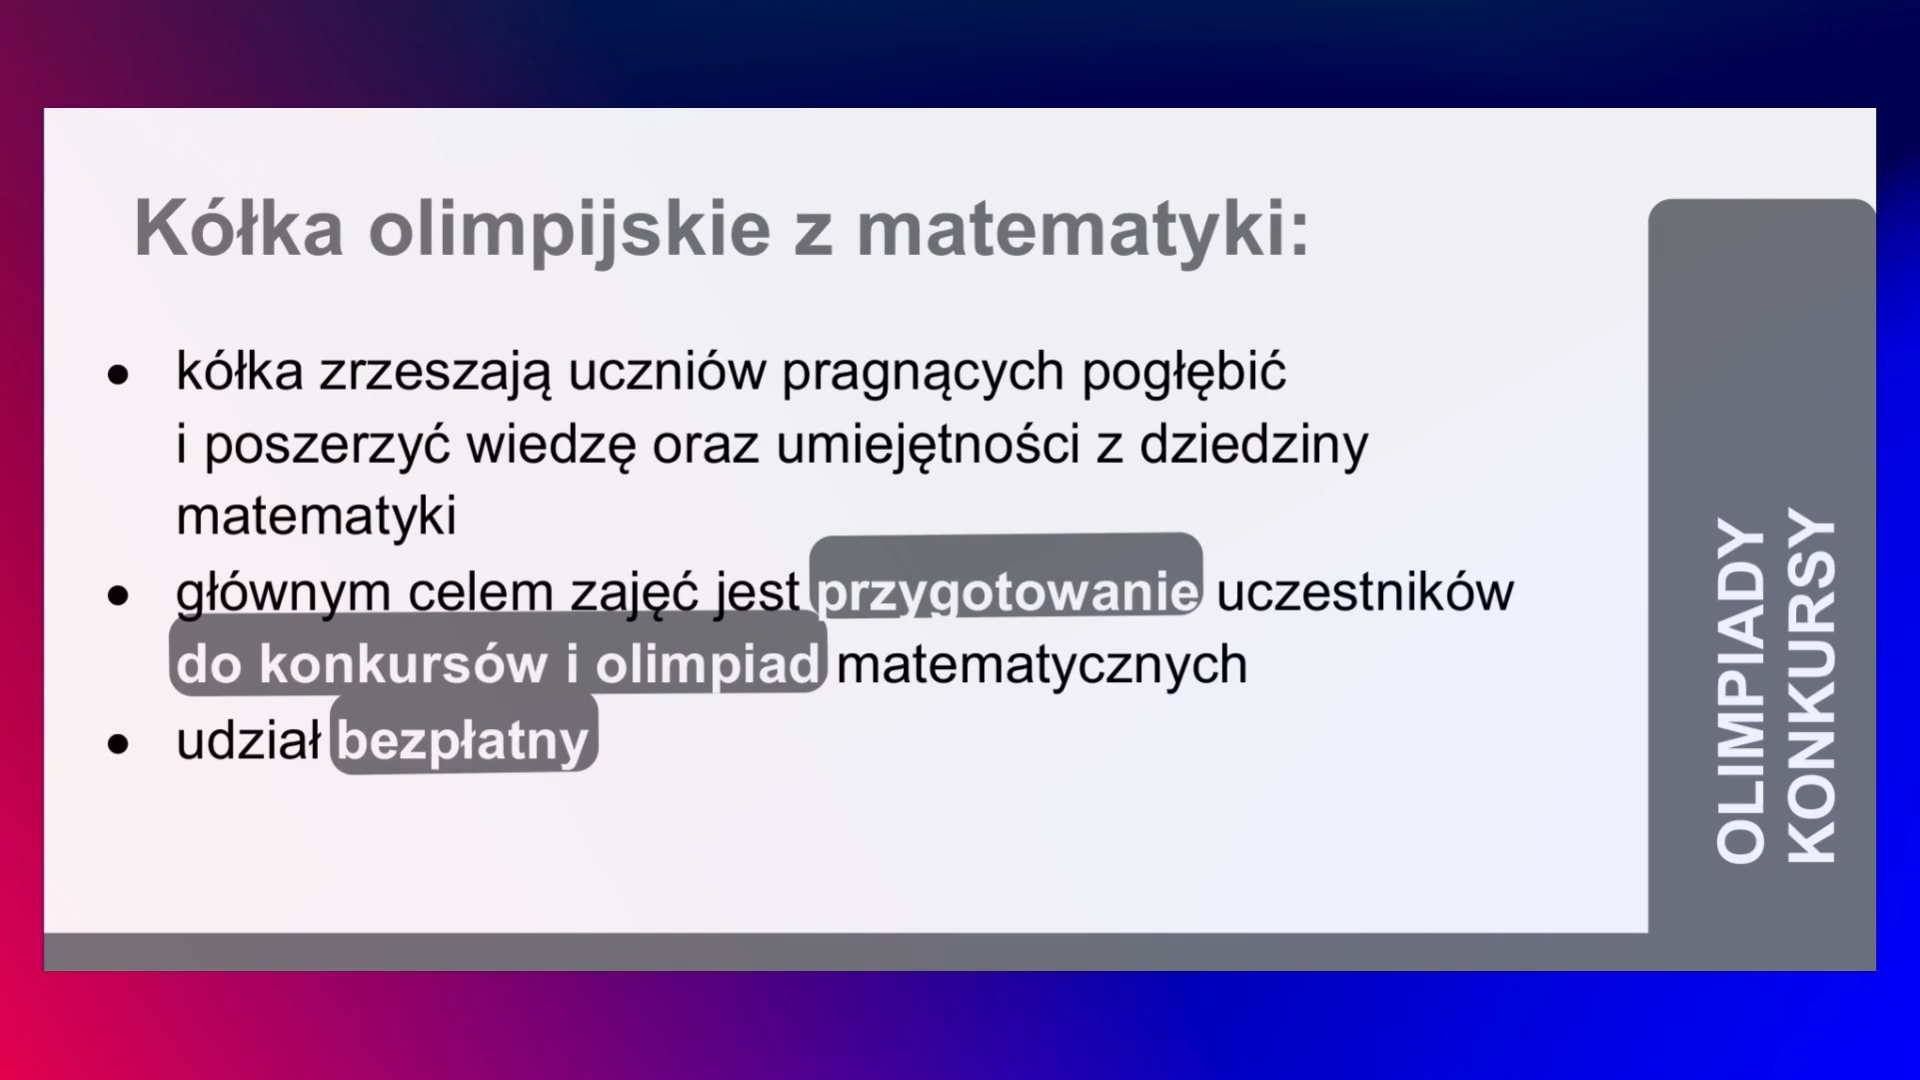 Kółka olimpijskie z matematyki:
● kółka zrzeszają uczniów pragnących pogłębić
i poszerzyć wiedzę oraz umiejętności z dziedziny
matematyki
● głównym celem zajęć jest przygotowanie uczestników
do konkursów i olimpiad matematycznych
● udział bezpłatny
OLIMPIADY
KONKURSY